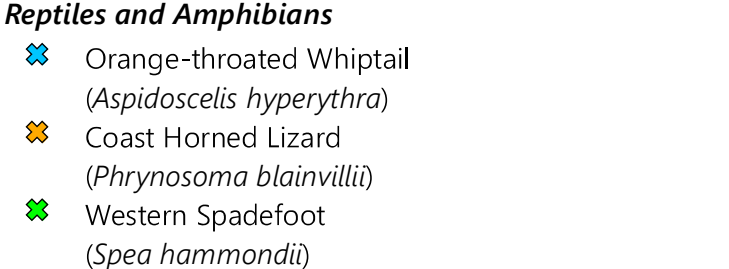 Reptiles and Amphibians
Orange-throated Whiptail
(Aspidoscelis hyperythra)
Coast Horned Lizard
(Phrynosoma blainvillii)
Western Spadefoot
(Spea hammondii)